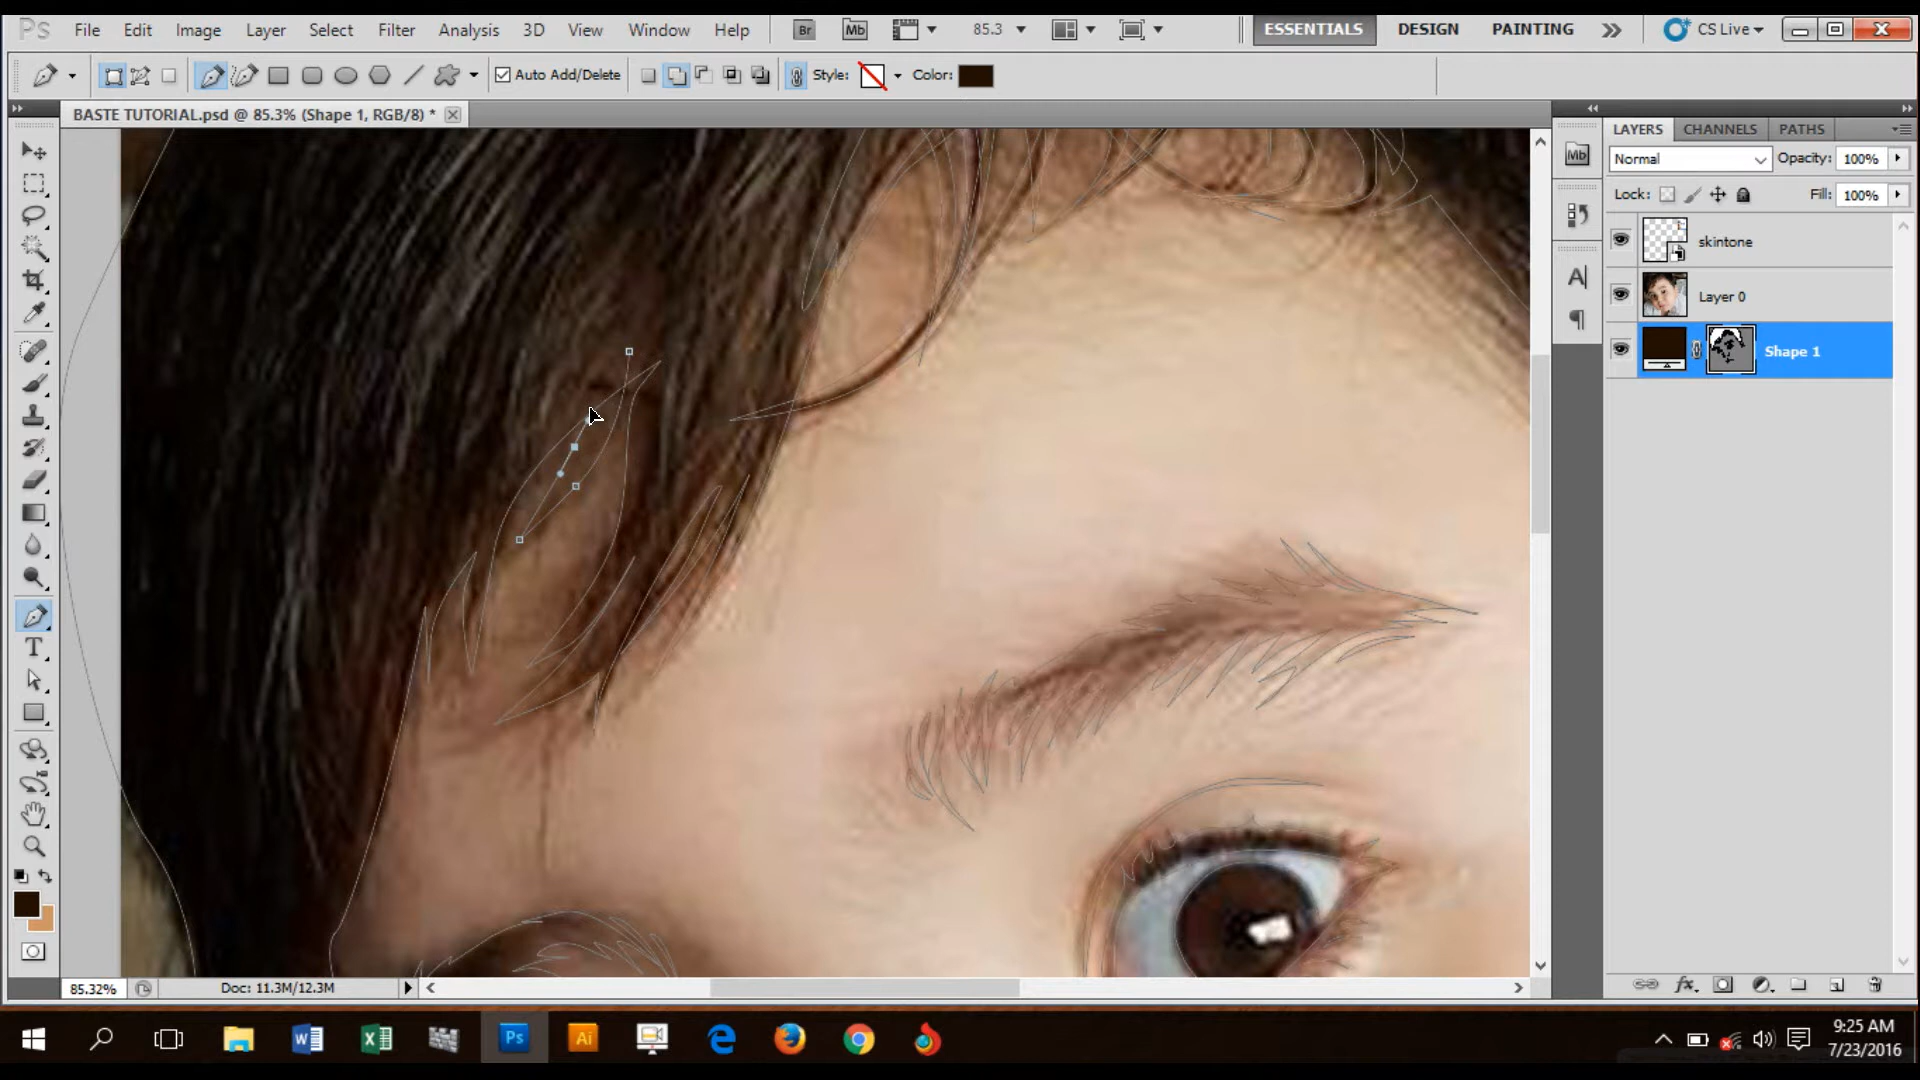 Ps File Edit Image Layer Select Filter Analysis 3D View Window Help Br Mb 85.3 ESSENTIALS DESIGN PAINTING CS Live
Auto Add/Delete Style: Color:
BASTE TUTORIAL.psd @ 85.3% (Shape 1, RGB/8) *
LAYERS CHANNELS PATHS
Mb
Normal Opacity: 100%
Lock: Fill: 100%
skintone
A
Layer 0
Shape 1
T
85.32% Doc: 11.3M/12.3M
W X Ps Ai
9:25 AM
7/23/2016